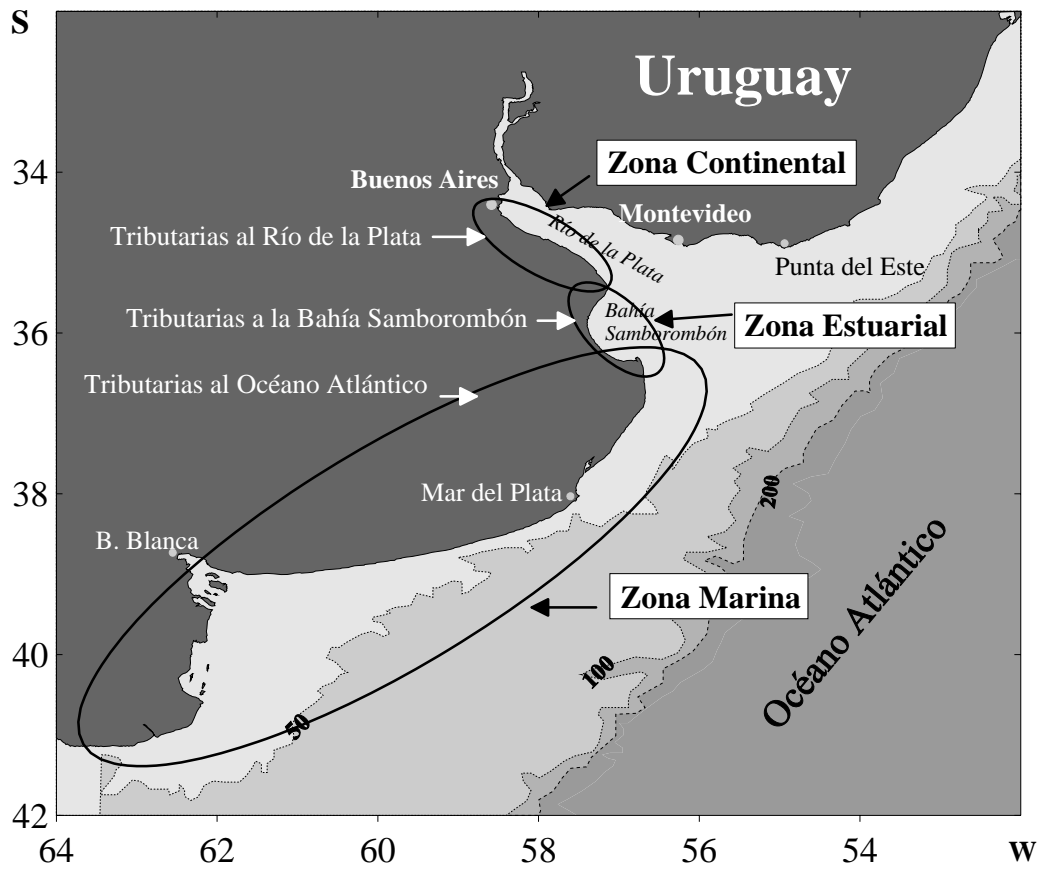 S
Uruguay
34
Zona Continental
Buenos Aires
Montevideo
Tributarias al Río de la Plata
Río de la Plata
Punta del Este
Tributarias a la Bahía Samborombón
Bahía
Samborombón
Zona Estuarial
36
Tributarias al Océano Atlántico
38
Mar del Plata
200
B. Blanca
Océano Atlántico
Zona Marina
40
100
50
42
64
62
60
58
56
54
W